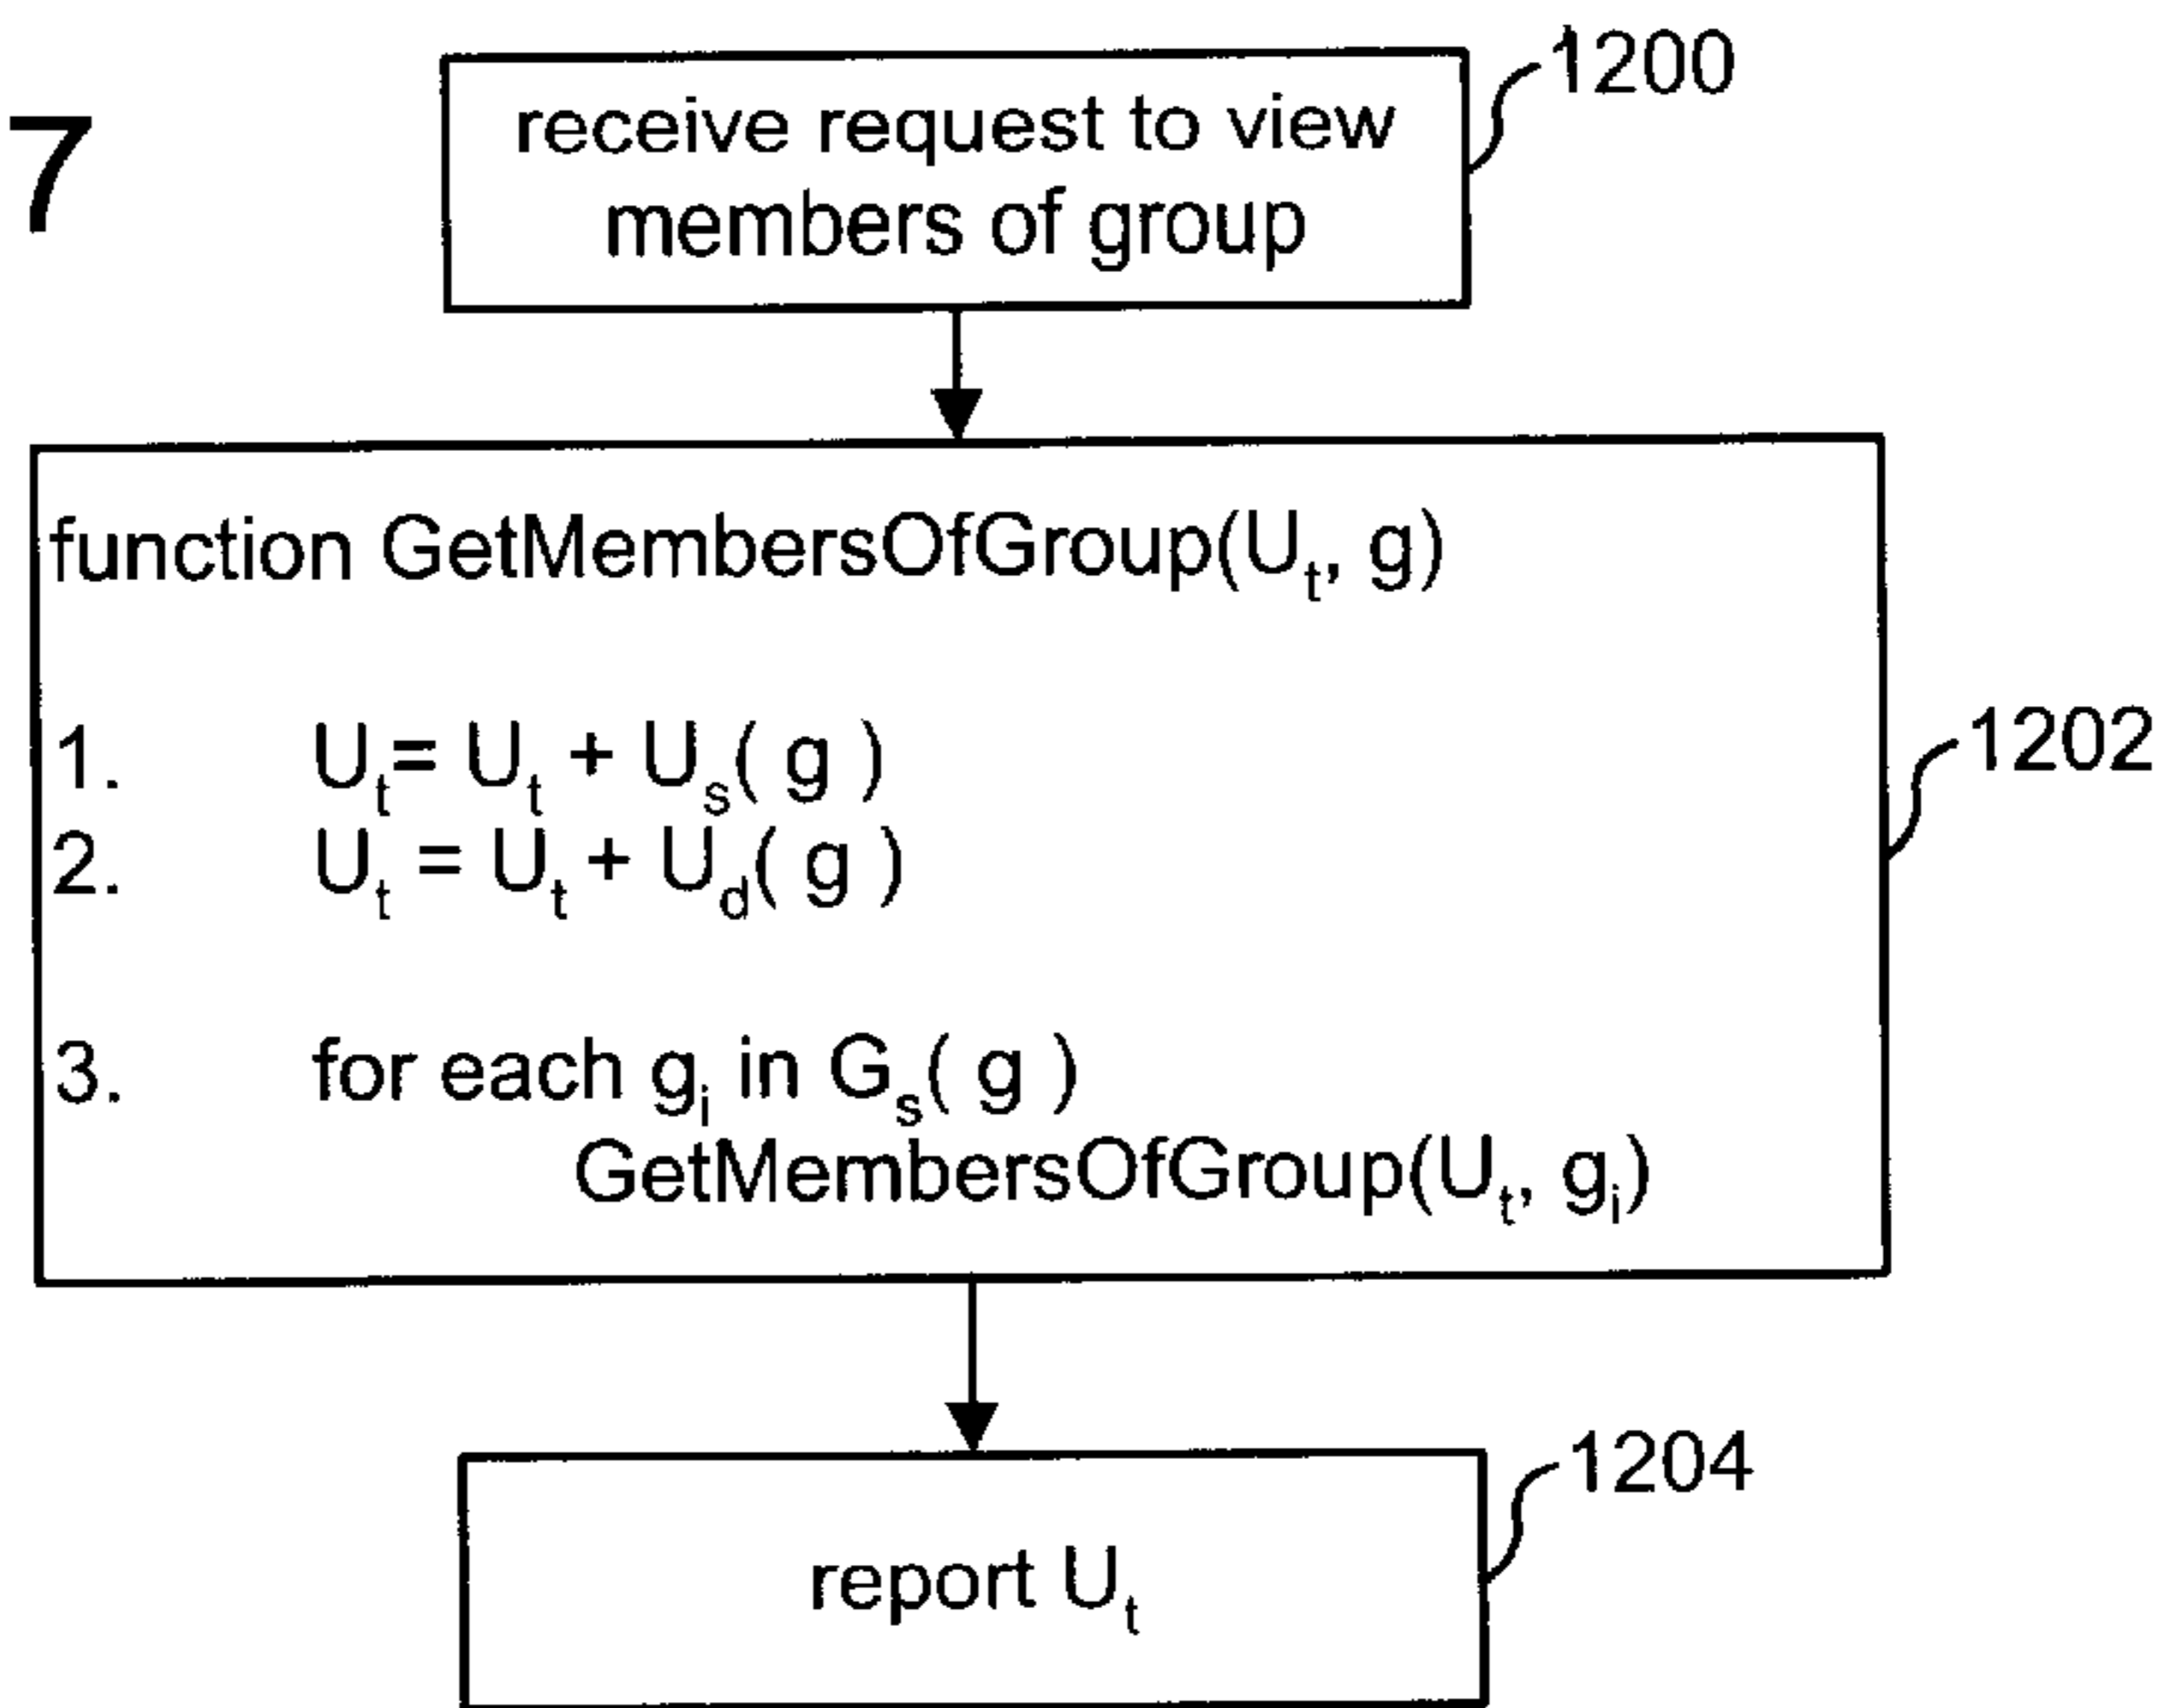 7
receive request to view
members of group
1200
function GetMembersOfGroup(Uₜ, g)
1. Uₜ= Uₜ + Uₛ( g )
2. Uₜ = Uₜ + U_d( g )
1202
3. for each gᵢ in Gₛ( g )
GetMembersOfGroup(Uₜ, gᵢ)
report Uₜ
1204